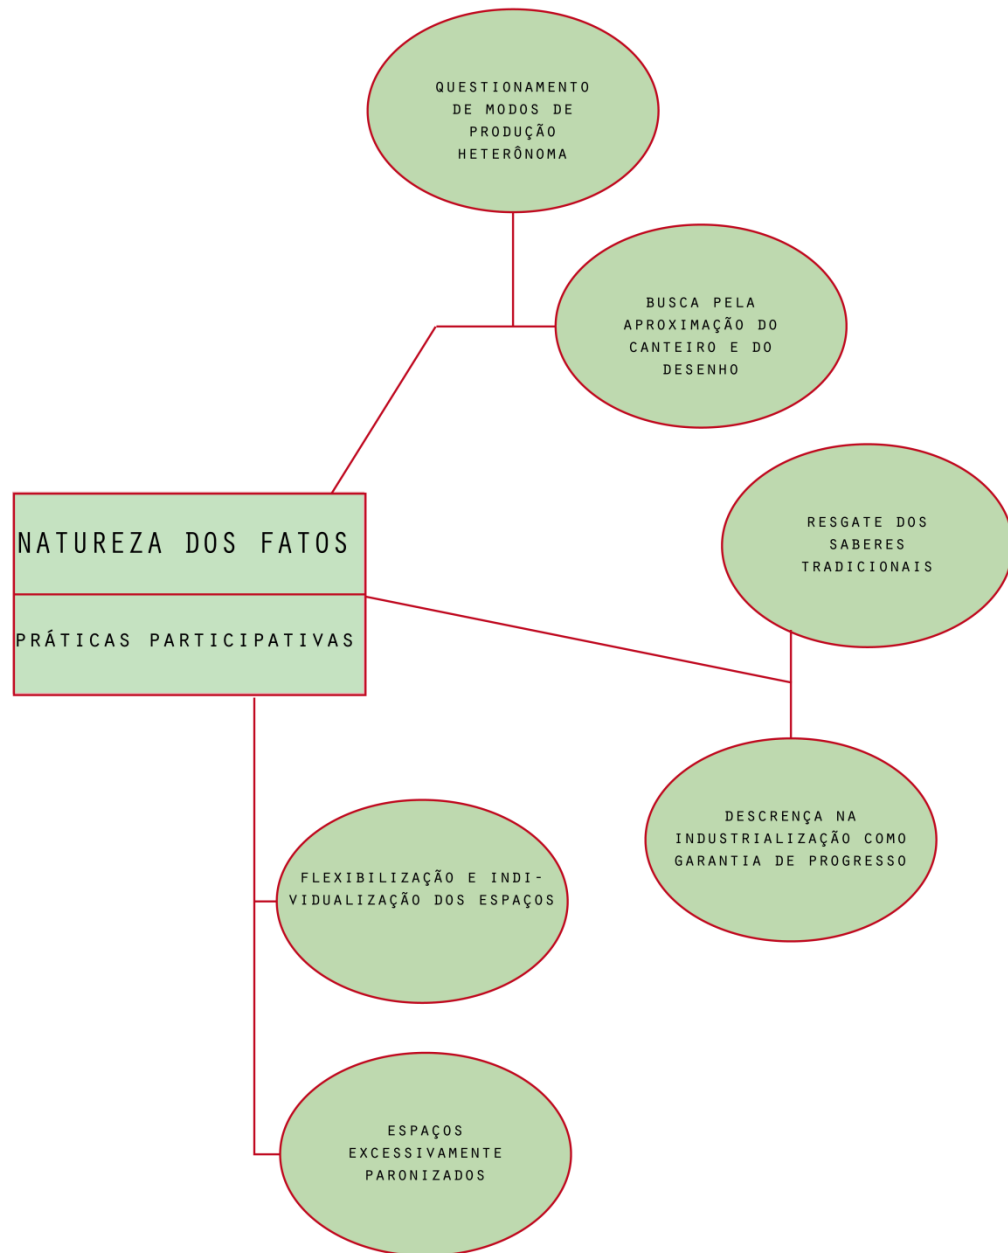 QUESTIONAMENTO
DE MODOS DE
PRODUÇÃO
HETERÔNOMA
BUSCA PELA
APROXIMAÇÃO DO
CANTEIRO E DO
DESENHO
RESGATE DOS
SABERES
TRADICIONAIS
NATUREZA DOS FATOS
PRÁTICAS PARTICIPATIVAS
DESCRENÇA NA
INDUSTRIALIZAÇÃO COMO
GARANTIA DE PROGRESSO
FLEXIBILIZAÇÃO E INDI-
VIDUALIZAÇÃO DOS ESPAÇOS
ESPAÇOS
EXCESSIVAMENTE
PARONIZADOS